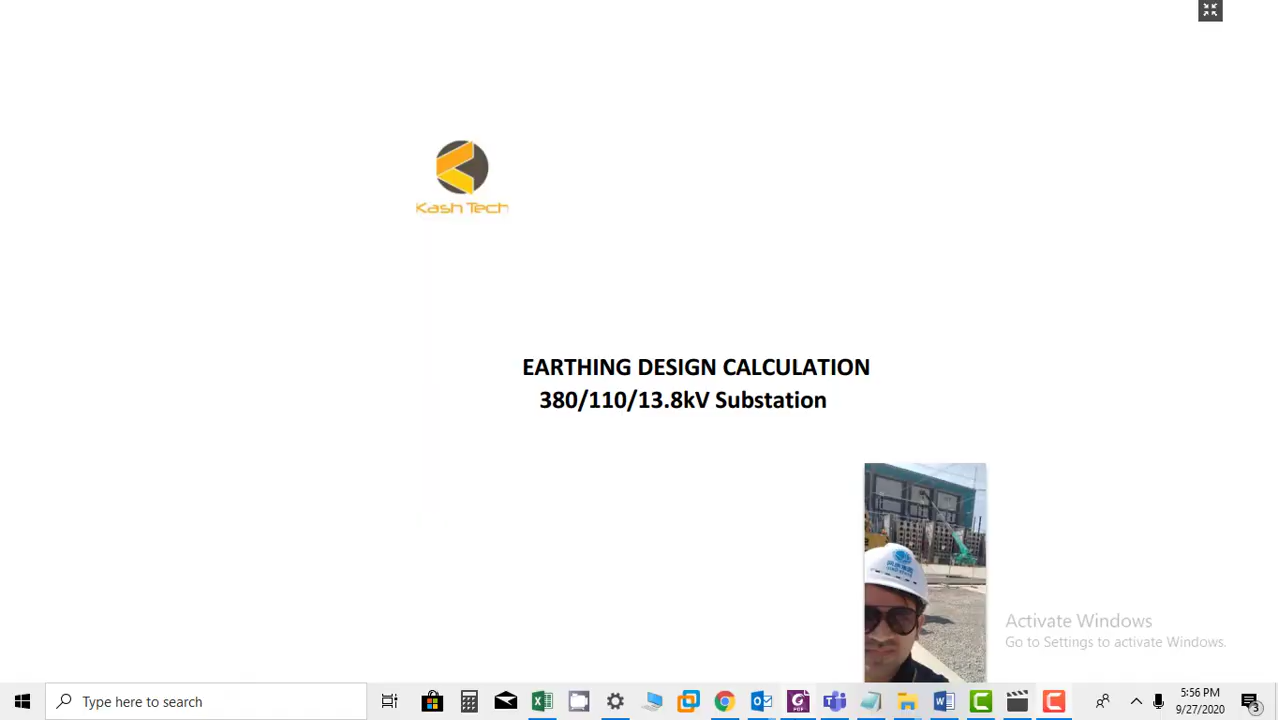 Kash Tech
EARTHING DESIGN CALCULATION
380/110/13.8kV Substation
Activate Windows
Go to Settings to activate Windows.
Type here to search
5:56 PM
9/27/2020
3